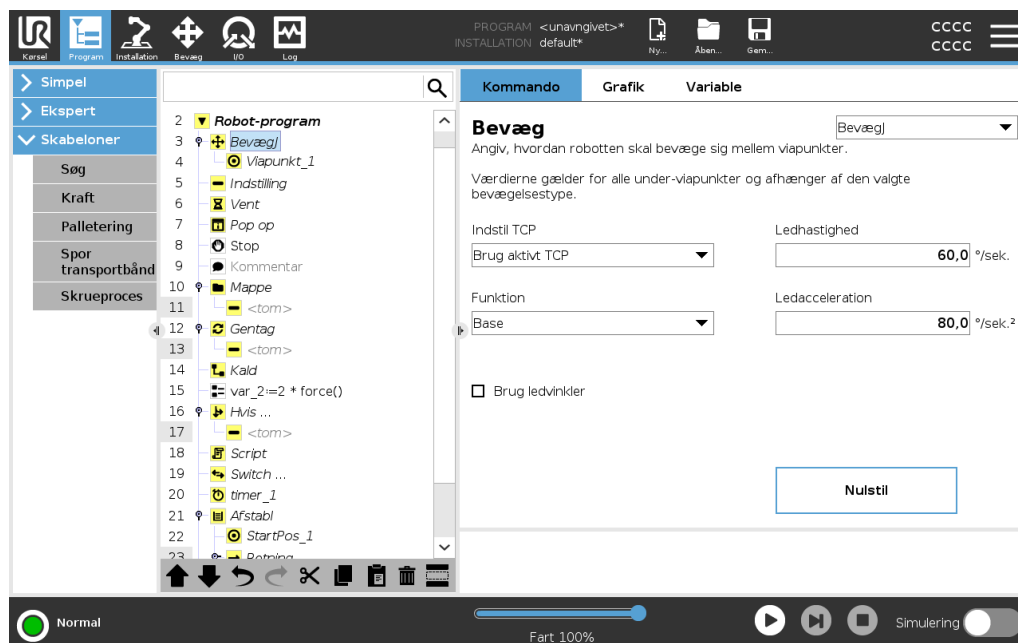 PROGRAM <unavngivet>*
INSTALLATION default*
Kørsel Program Installation Bevæg I/O Log
Ny... Åben... Gem...
CCCC
CCCC
Simpel
Ekspert
Skabeloner
Søg
Kraft
Palletering
Spor
transportbånd
Skrueproces
2 Robot-program
3 BevægJ
4 Viapunkt_1
5 Indstilling
6 Vent
7 Pop op
8 Stop
9 Kommentar
10 Mappe
11 <tom>
12 Gentag
13 <tom>
14 Kald
15 var_2:=2 * force()
16 Hvis ...
17 <tom>
18 Script
19 Switch ...
20 timer_1
21 Afstabl
22 StartPos_1
23 Retning
Kommando Grafik Variable
Bevæg
BevægJ
Angiv, hvordan robotten skal bevæge sig mellem viapunkter.
Værdierne gælder for alle under-viapunkter og afhænger af den valgte
bevægelsestype.
Indstil TCP
Ledhastighed
Brug aktivt TCP
60,0 °/sek.
Funktion
Ledacceleration
Base
80,0 °/sek.²
Brug ledvinkler
Nulstil
Normal
Fart 100%
Simulering